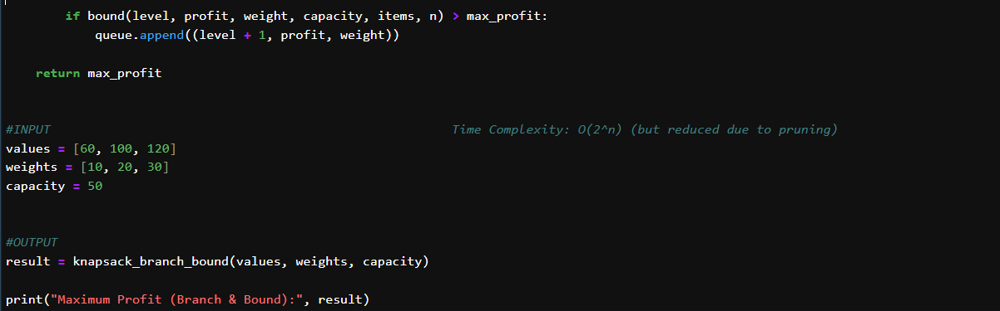 if bound(level, profit, weight, capacity, items, n) > max_profit:
queue.append((level + 1, profit, weight))
return max_profit
#INPUT Time Complexity: O(2^n) (but reduced due to pruning)
values = [60, 100, 120]
weights = [10, 20, 30]
capacity = 50
#OUTPUT
result = knapsack_branch_bound(values, weights, capacity)
print("Maximum Profit (Branch & Bound):", result)